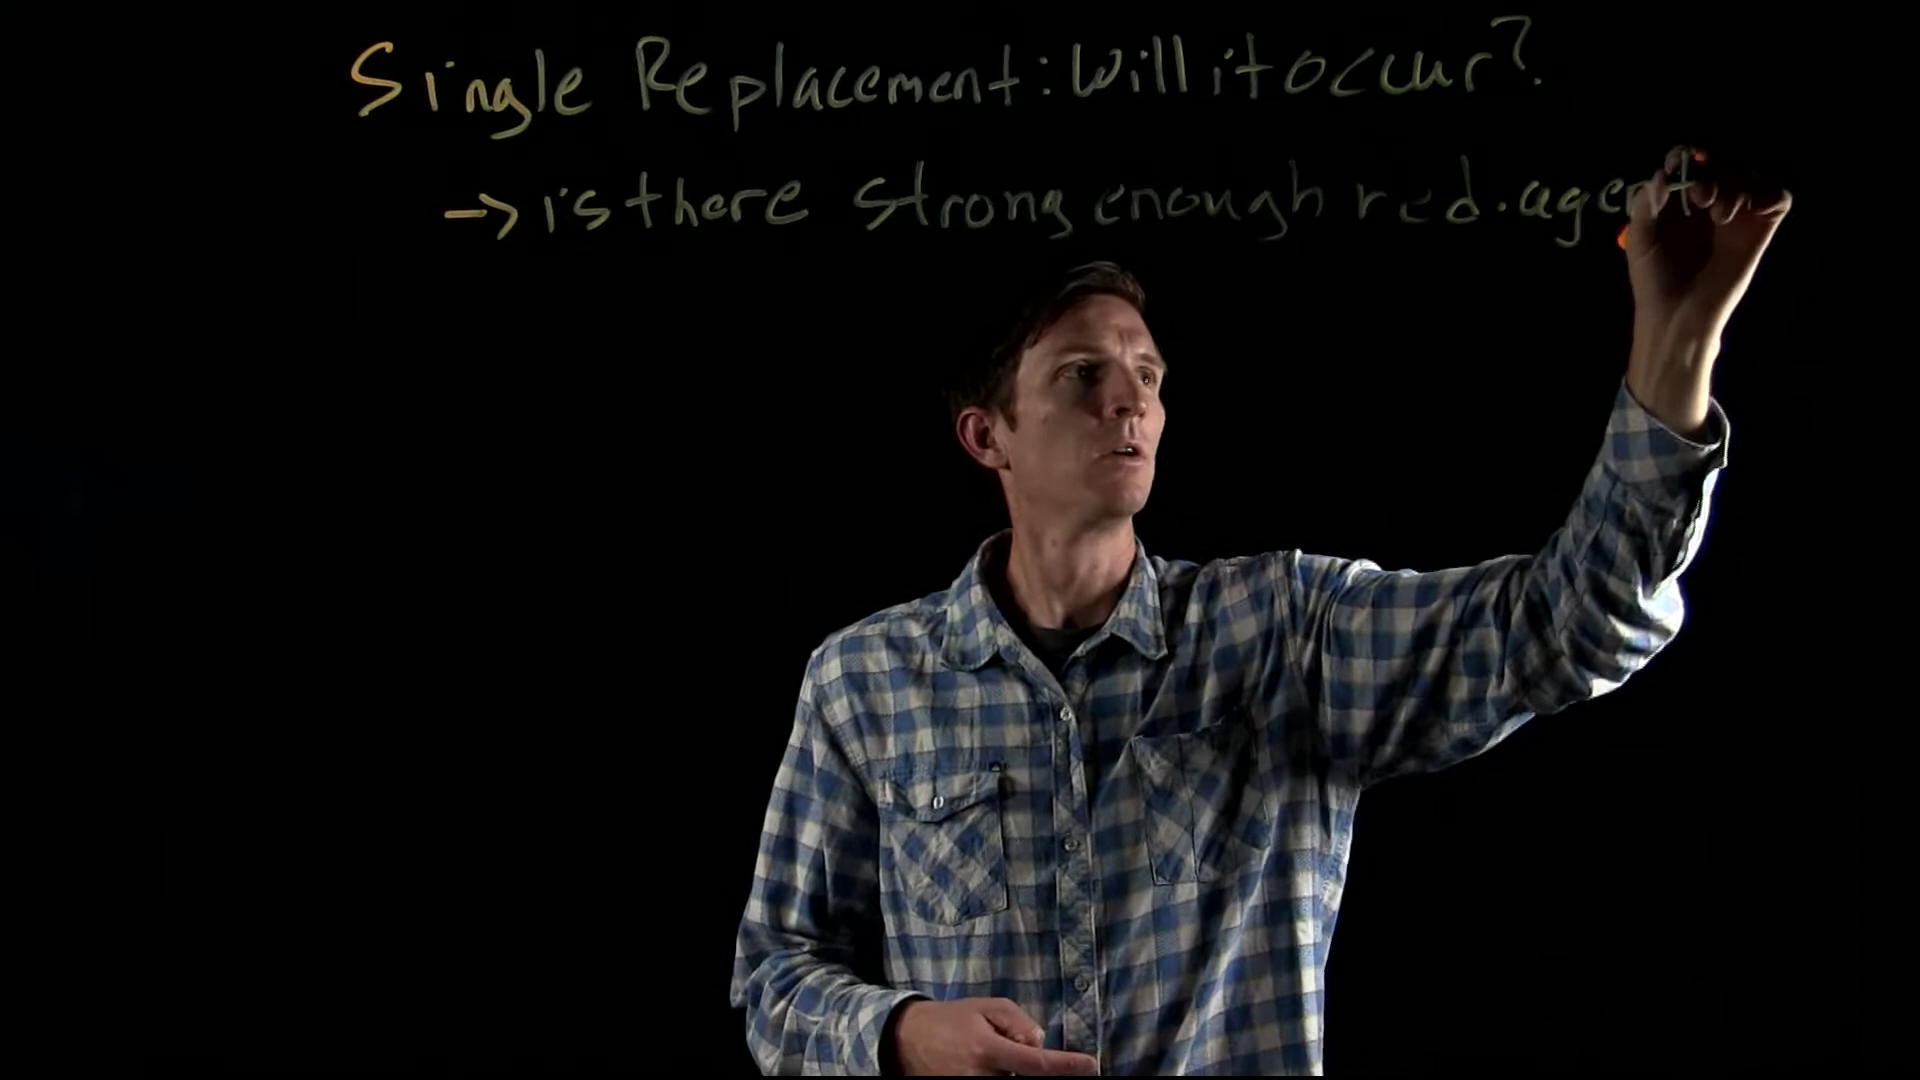 Single Replacement: Will it occur?
→ is there strong enough red. agent